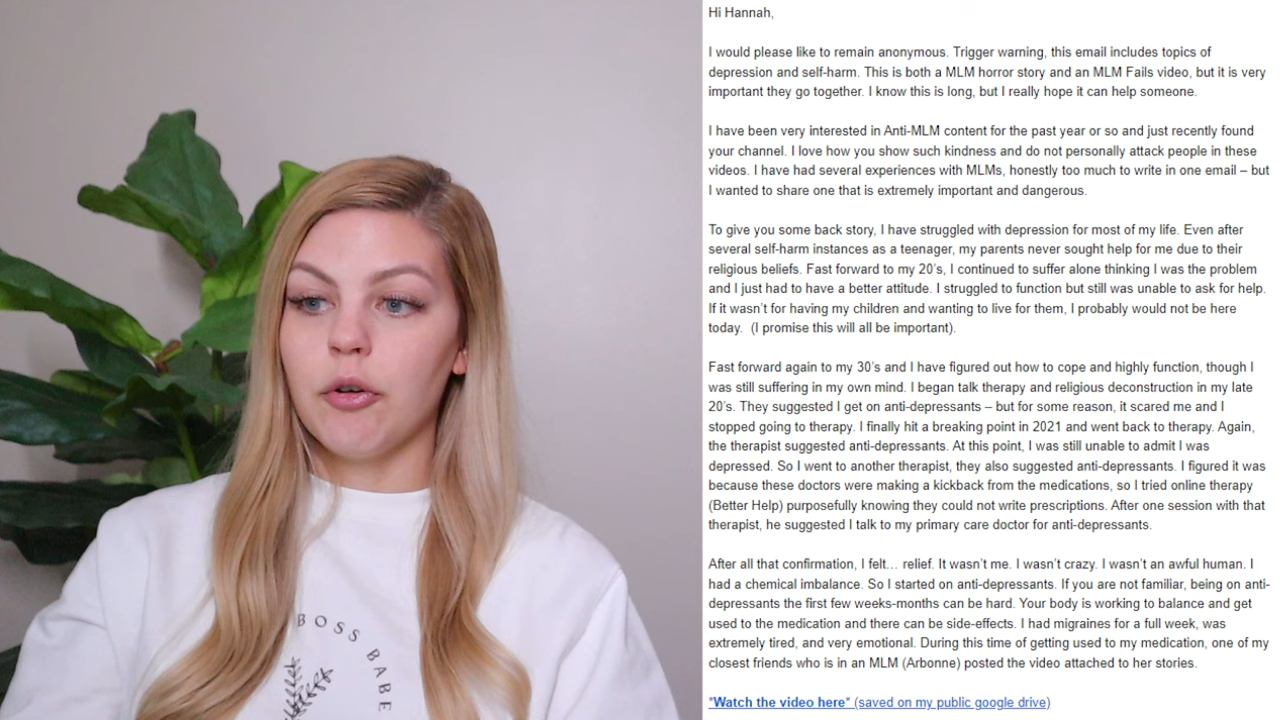 Hi Hannah,
I would please like to remain anonymous. Trigger warning, this email includes topics of
depression and self-harm. This is both a MLM horror story and an MLM Fails video, but it is very
important they go together. I know this is long, but I really hope it can help someone.
I have been very interested in Anti-MLM content for the past year or so and just recently found
your channel. I love how you show such kindness and do not personally attack people in these
videos. I have had several experiences with MLMs, honestly too much to write in one email – but
I wanted to share one that is extremely important and dangerous.
To give you some back story, I have struggled with depression for most of my life. Even after
several self-harm instances as a teenager, my parents never sought help for me due to their
religious beliefs. Fast forward to my 20's, I continued to suffer alone thinking I was the problem
and I just had to have a better attitude. I struggled to function but still was unable to ask for help.
If it wasn't for having my children and wanting to live for them, I probably would not be here
today.  (I promise this will all be important).
Fast forward again to my 30's and I have figured out how to cope and highly function, though I
was still suffering in my own mind. I began talk therapy and religious deconstruction in my late
20's. They suggested I get on anti-depressants – but for some reason, it scared me and I
stopped going to therapy. I finally hit a breaking point in 2021 and went back to therapy. Again,
the therapist suggested anti-depressants. At this point, I was still unable to admit I was
depressed. So I went to another therapist, they also suggested anti-depressants. I figured it was
because these doctors were making a kickback from the medications, so I tried online therapy
(Better Help) purposefully knowing they could not write prescriptions. After one session with that
therapist, he suggested I talk to my primary care doctor for anti-depressants.
After all that confirmation, I felt… relief. It wasn't me. I wasn't crazy. I wasn't an awful human. I
had a chemical imbalance. So I started on anti-depressants. If you are not familiar, being on anti-
depressants the first few weeks-months can be hard. Your body is working to balance and get
used to the medication and there can be side-effects. I had migraines for a full week, was
extremely tired, and very emotional. During this time of getting used to my medication, one of my
closest friends who is in an MLM (Arbonne) posted the video attached to her stories.
*Watch the video here* (saved on my public google drive)
BOSS BABE